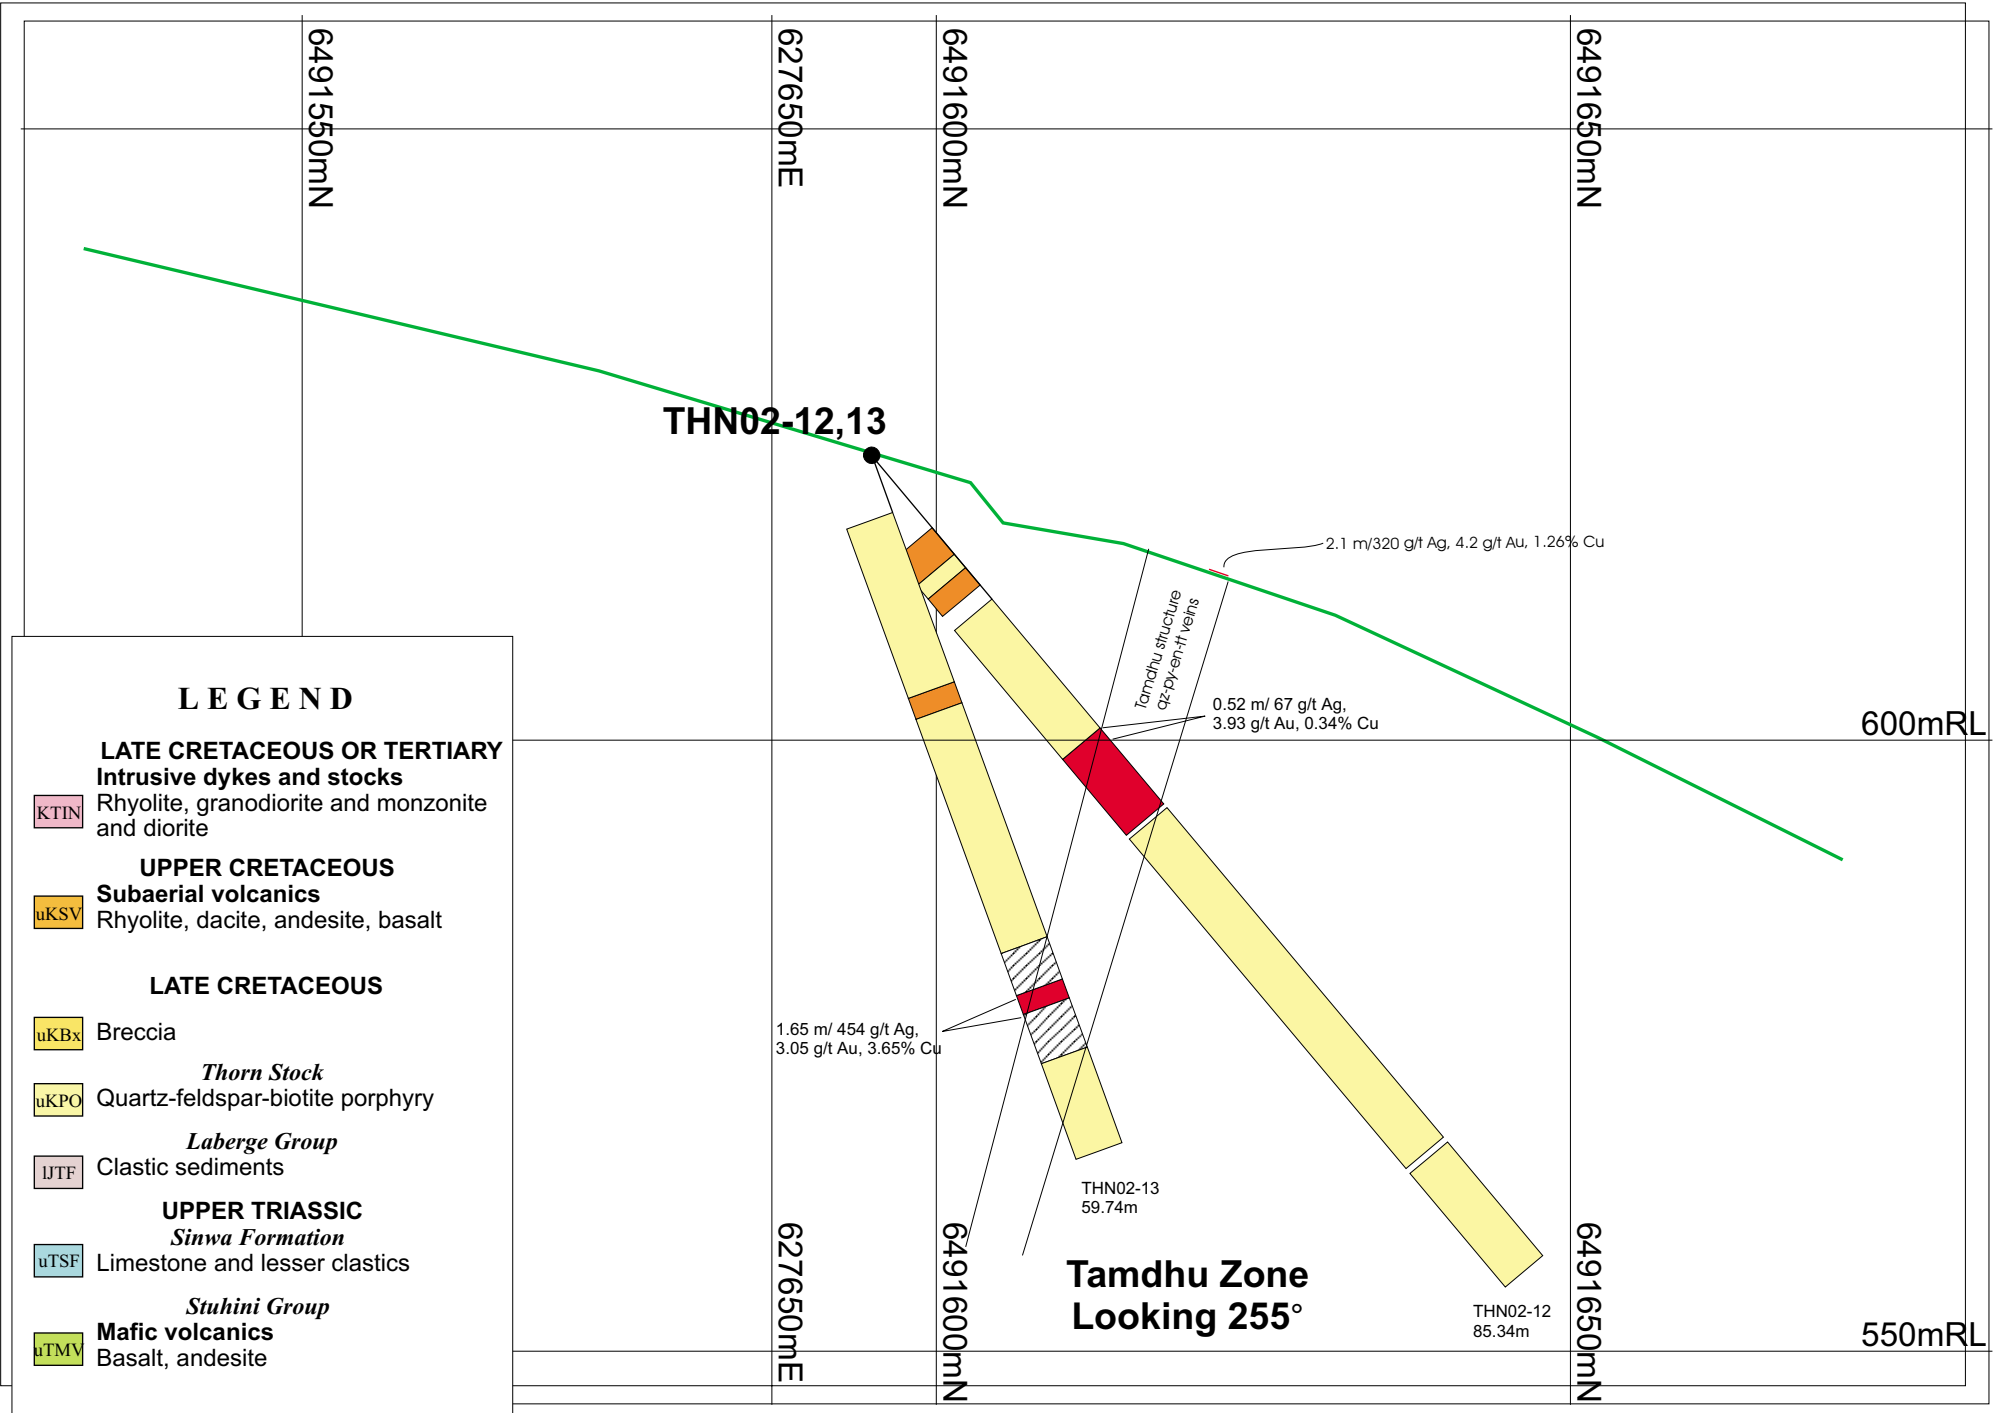 6491550mN
627650mE
6491600mN
6491650mN
THN02-12,13
2.1 m/320 g/t Ag, 4.2 g/t Au, 1.26% Cu
Tamdhu structure
qz-py-en-tt veins
0.52 m/ 67 g/t Ag,
3.93 g/t Au, 0.34% Cu
600mRL
1.65 m/ 454 g/t Ag,
3.05 g/t Au, 3.65% Cu
THN02-13
59.74m
THN02-12
85.34m
627650mE
6491600mN
6491650mN
550mRL
Tamdhu Zone
Looking 255°
LEGEND
LATE CRETACEOUS OR TERTIARY
Intrusive dykes and stocks
KTIN Rhyolite, granodiorite and monzonite
and diorite
UPPER CRETACEOUS
Subaerial volcanics
uKSV Rhyolite, dacite, andesite, basalt
LATE CRETACEOUS
uKBx Breccia
Thorn Stock
uKPO Quartz-feldspar-biotite porphyry
Laberge Group
lJTF Clastic sediments
UPPER TRIASSIC
Sinwa Formation
uTSF Limestone and lesser clastics
Stuhini Group
Mafic volcanics
uTMV Basalt, andesite